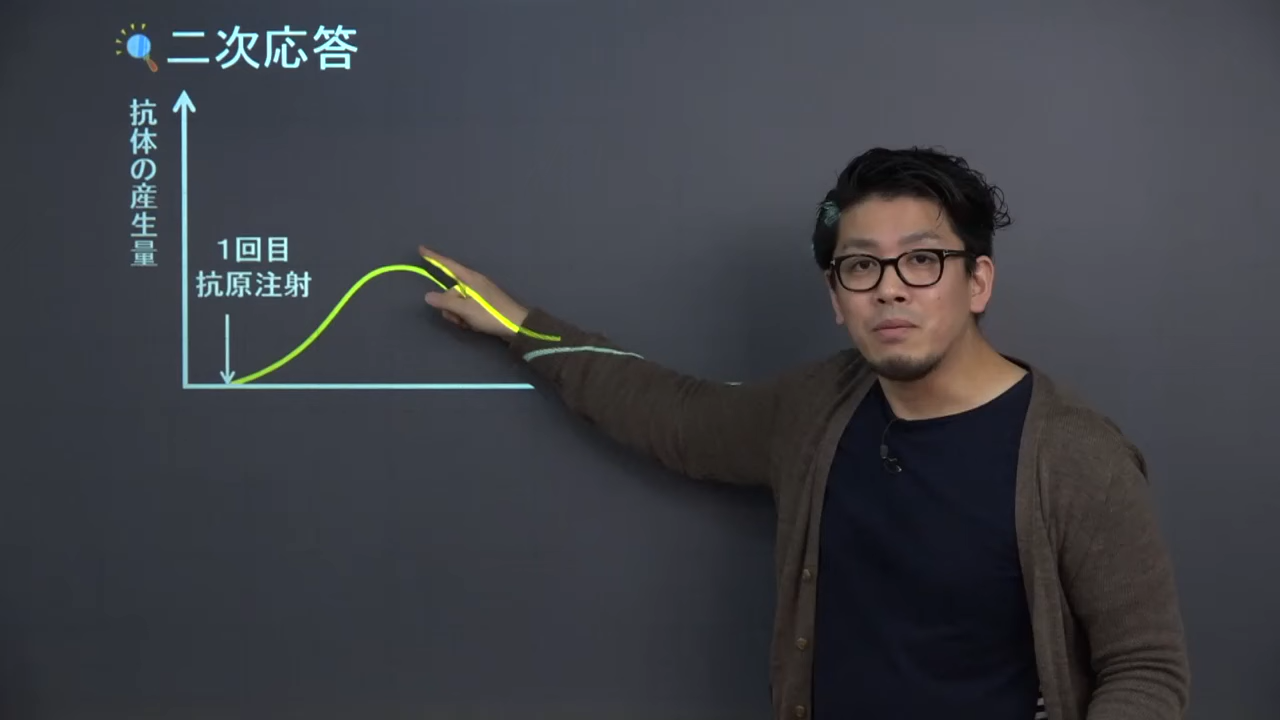 二次応答
抗体の産生量
1回目
抗原注射